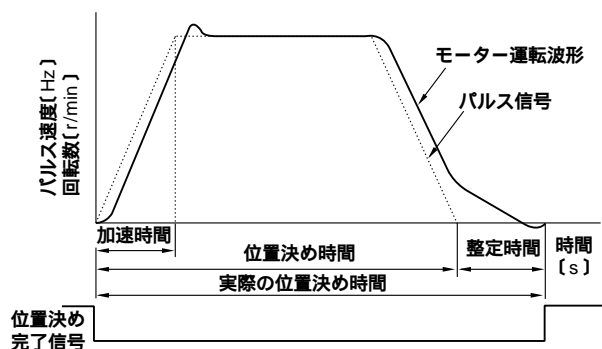 パルス速度〔Hz〕
回転数〔r/min〕
モーター運転波形
パルス信号
加速時間
位置決め時間
整定時間
時間
〔s〕
実際の位置決め時間
位置決め
完了信号